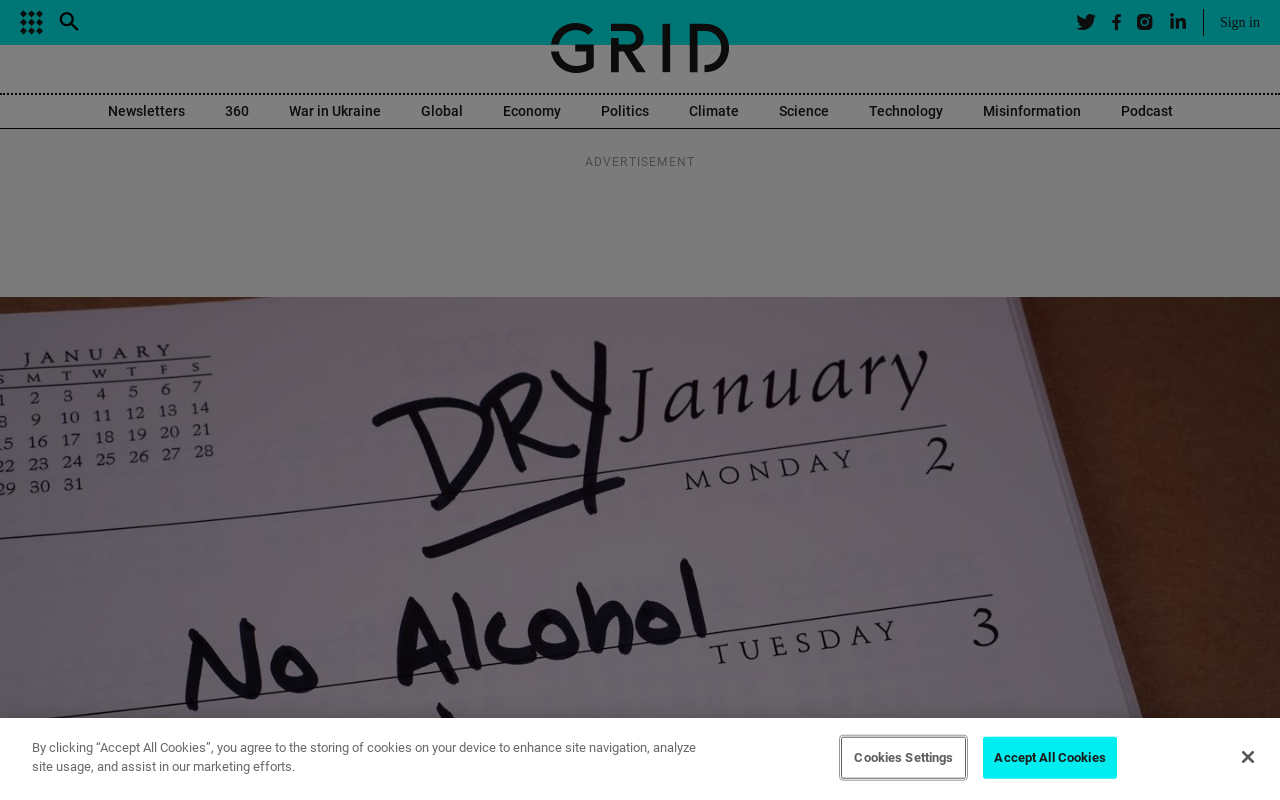 Sign in
GRID
Newsletters 360 War in Ukraine Global Economy Politics Climate Science Technology Misinformation Podcast
ADVERTISEMENT
JANUARY
S M T W T F S
1 2 3 4 5 6 7
8 9 10 11 12 13 14
15 16 17 18 19 20 21
22 23 24 25 26 27 28
29 30 31
DRY January
MONDAY 2
No Alcohol
TUESDAY 3
By clicking “Accept All Cookies”, you agree to the storing of cookies on your device to enhance site navigation, analyze
site usage, and assist in our marketing efforts.
Cookies Settings
Accept All Cookies